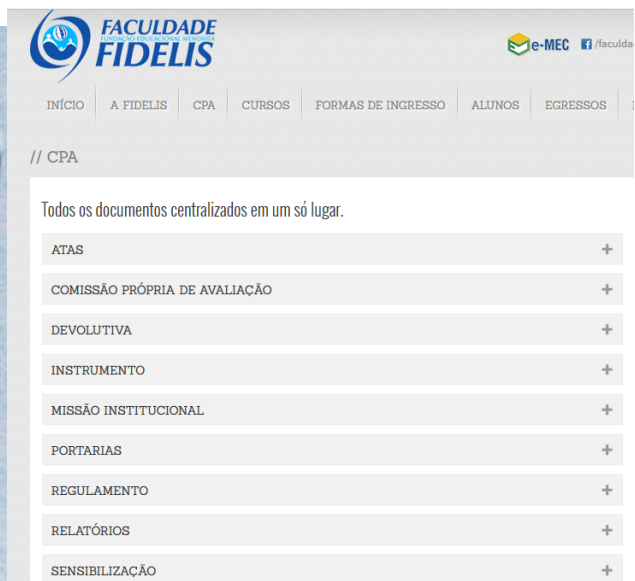 FACULDADE
FUNDAÇÃO EDUCACIONAL MENONITA
FIDELIS
e-MEC
INÍCIO A FIDELIS CPA CURSOS FORMAS DE INGRESSO ALUNOS EGRESSOS
// CPA
Todos os documentos centralizados em um só lugar.
ATAS
COMISSÃO PRÓPRIA DE AVALIAÇÃO
DEVOLUTIVA
INSTRUMENTO
MISSÃO INSTITUCIONAL
PORTARIAS
REGULAMENTO
RELATÓRIOS
SENSIBILIZAÇÃO